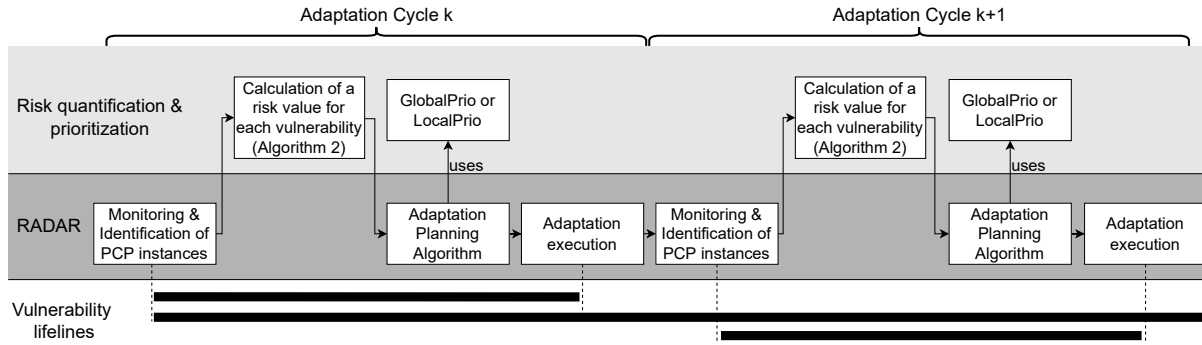 Adaptation Cycle k
Adaptation Cycle k+1
Risk quantification &
prioritization
Calculation of a
risk value for
each vulnerability
(Algorithm 2)
GlobalPrio or
LocalPrio
uses
Calculation of a
risk value for
each vulnerability
(Algorithm 2)
GlobalPrio or
LocalPrio
uses
RADAR
Monitoring &
Identification of
PCP instances
Adaptation
Planning
Algorithm
Adaptation
execution
Monitoring &
Identification of
PCP instances
Adaptation
Planning
Algorithm
Adaptation
execution
Vulnerability
lifelines